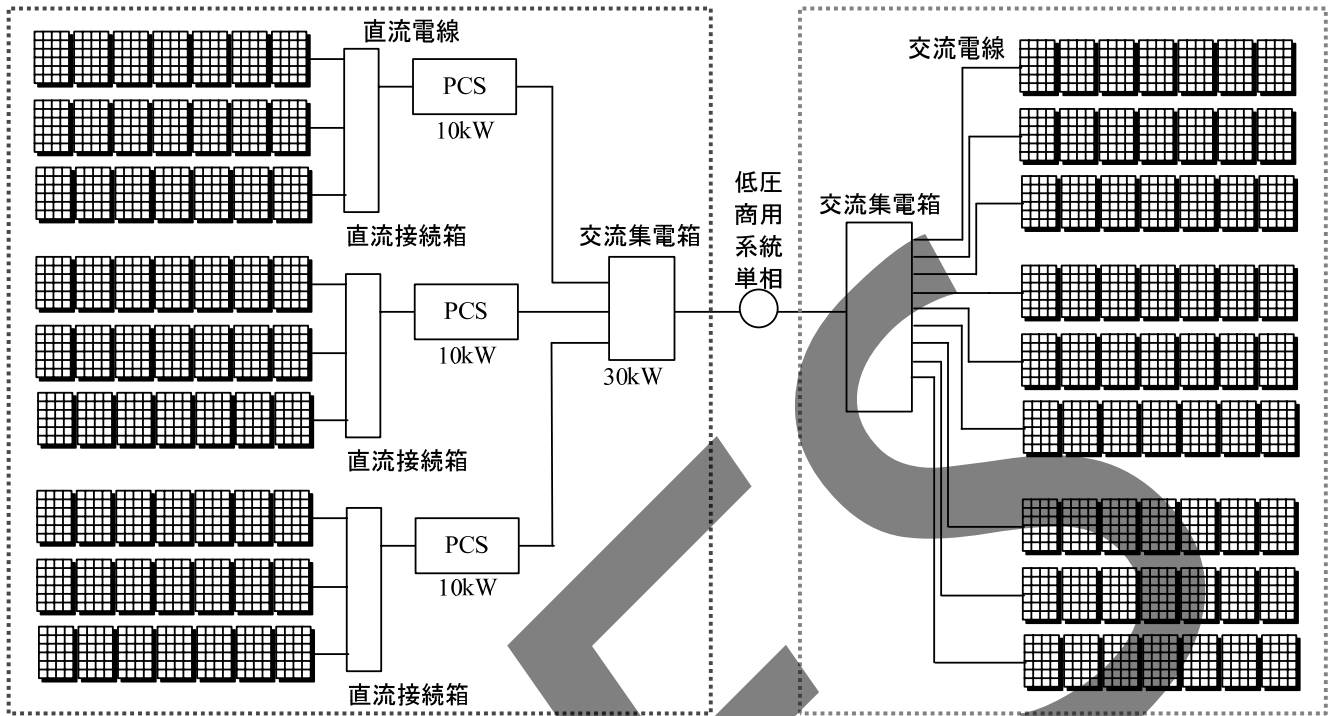 直流電線
PCS
10kW
直流接続箱
PCS
10kW
直流接続箱
PCS
10kW
直流接続箱
交流集電箱
30kW
低圧
商用
系統
単相
交流集電箱
交流電線